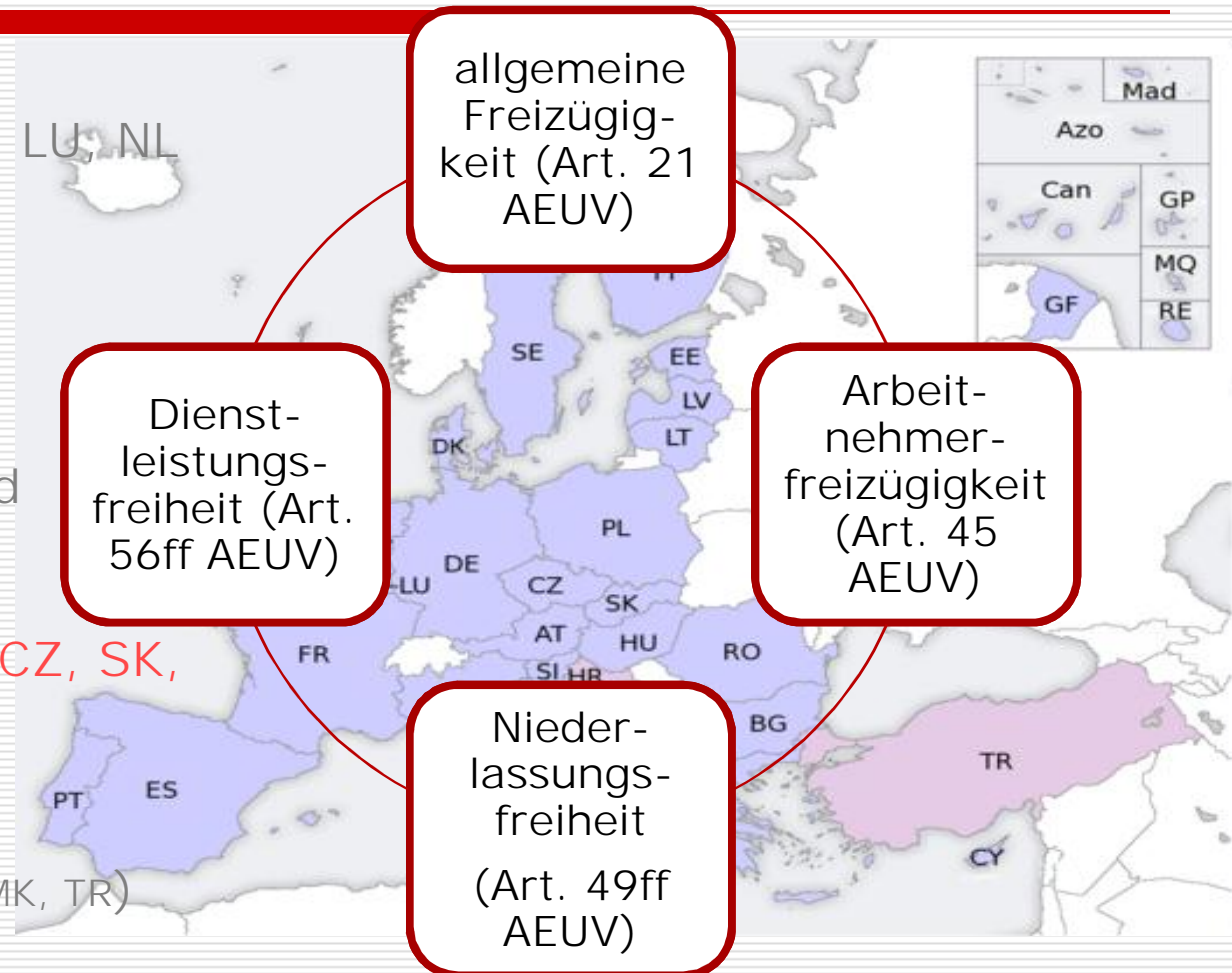 allgemeine
Freizügig-
keit (Art. 21
AEUV)
LU, NL
Mad
Azo
Can
GP
MQ
GF
RE
SE
EE
LV
LT
DK
Dienst-
leistungs-
freiheit (Art.
56ff AEUV)
Arbeit-
nehmer-
freizügigkeit
(Art. 45
AEUV)
d
PL
DE
-LU
CZ
SK
AT
HU
RO
SI
HR
FR
CZ, SK,
BG
TR
ES
PT
CY
Nieder-
lassungs-
freiheit
(Art. 49ff
AEUV)
MK, TR)